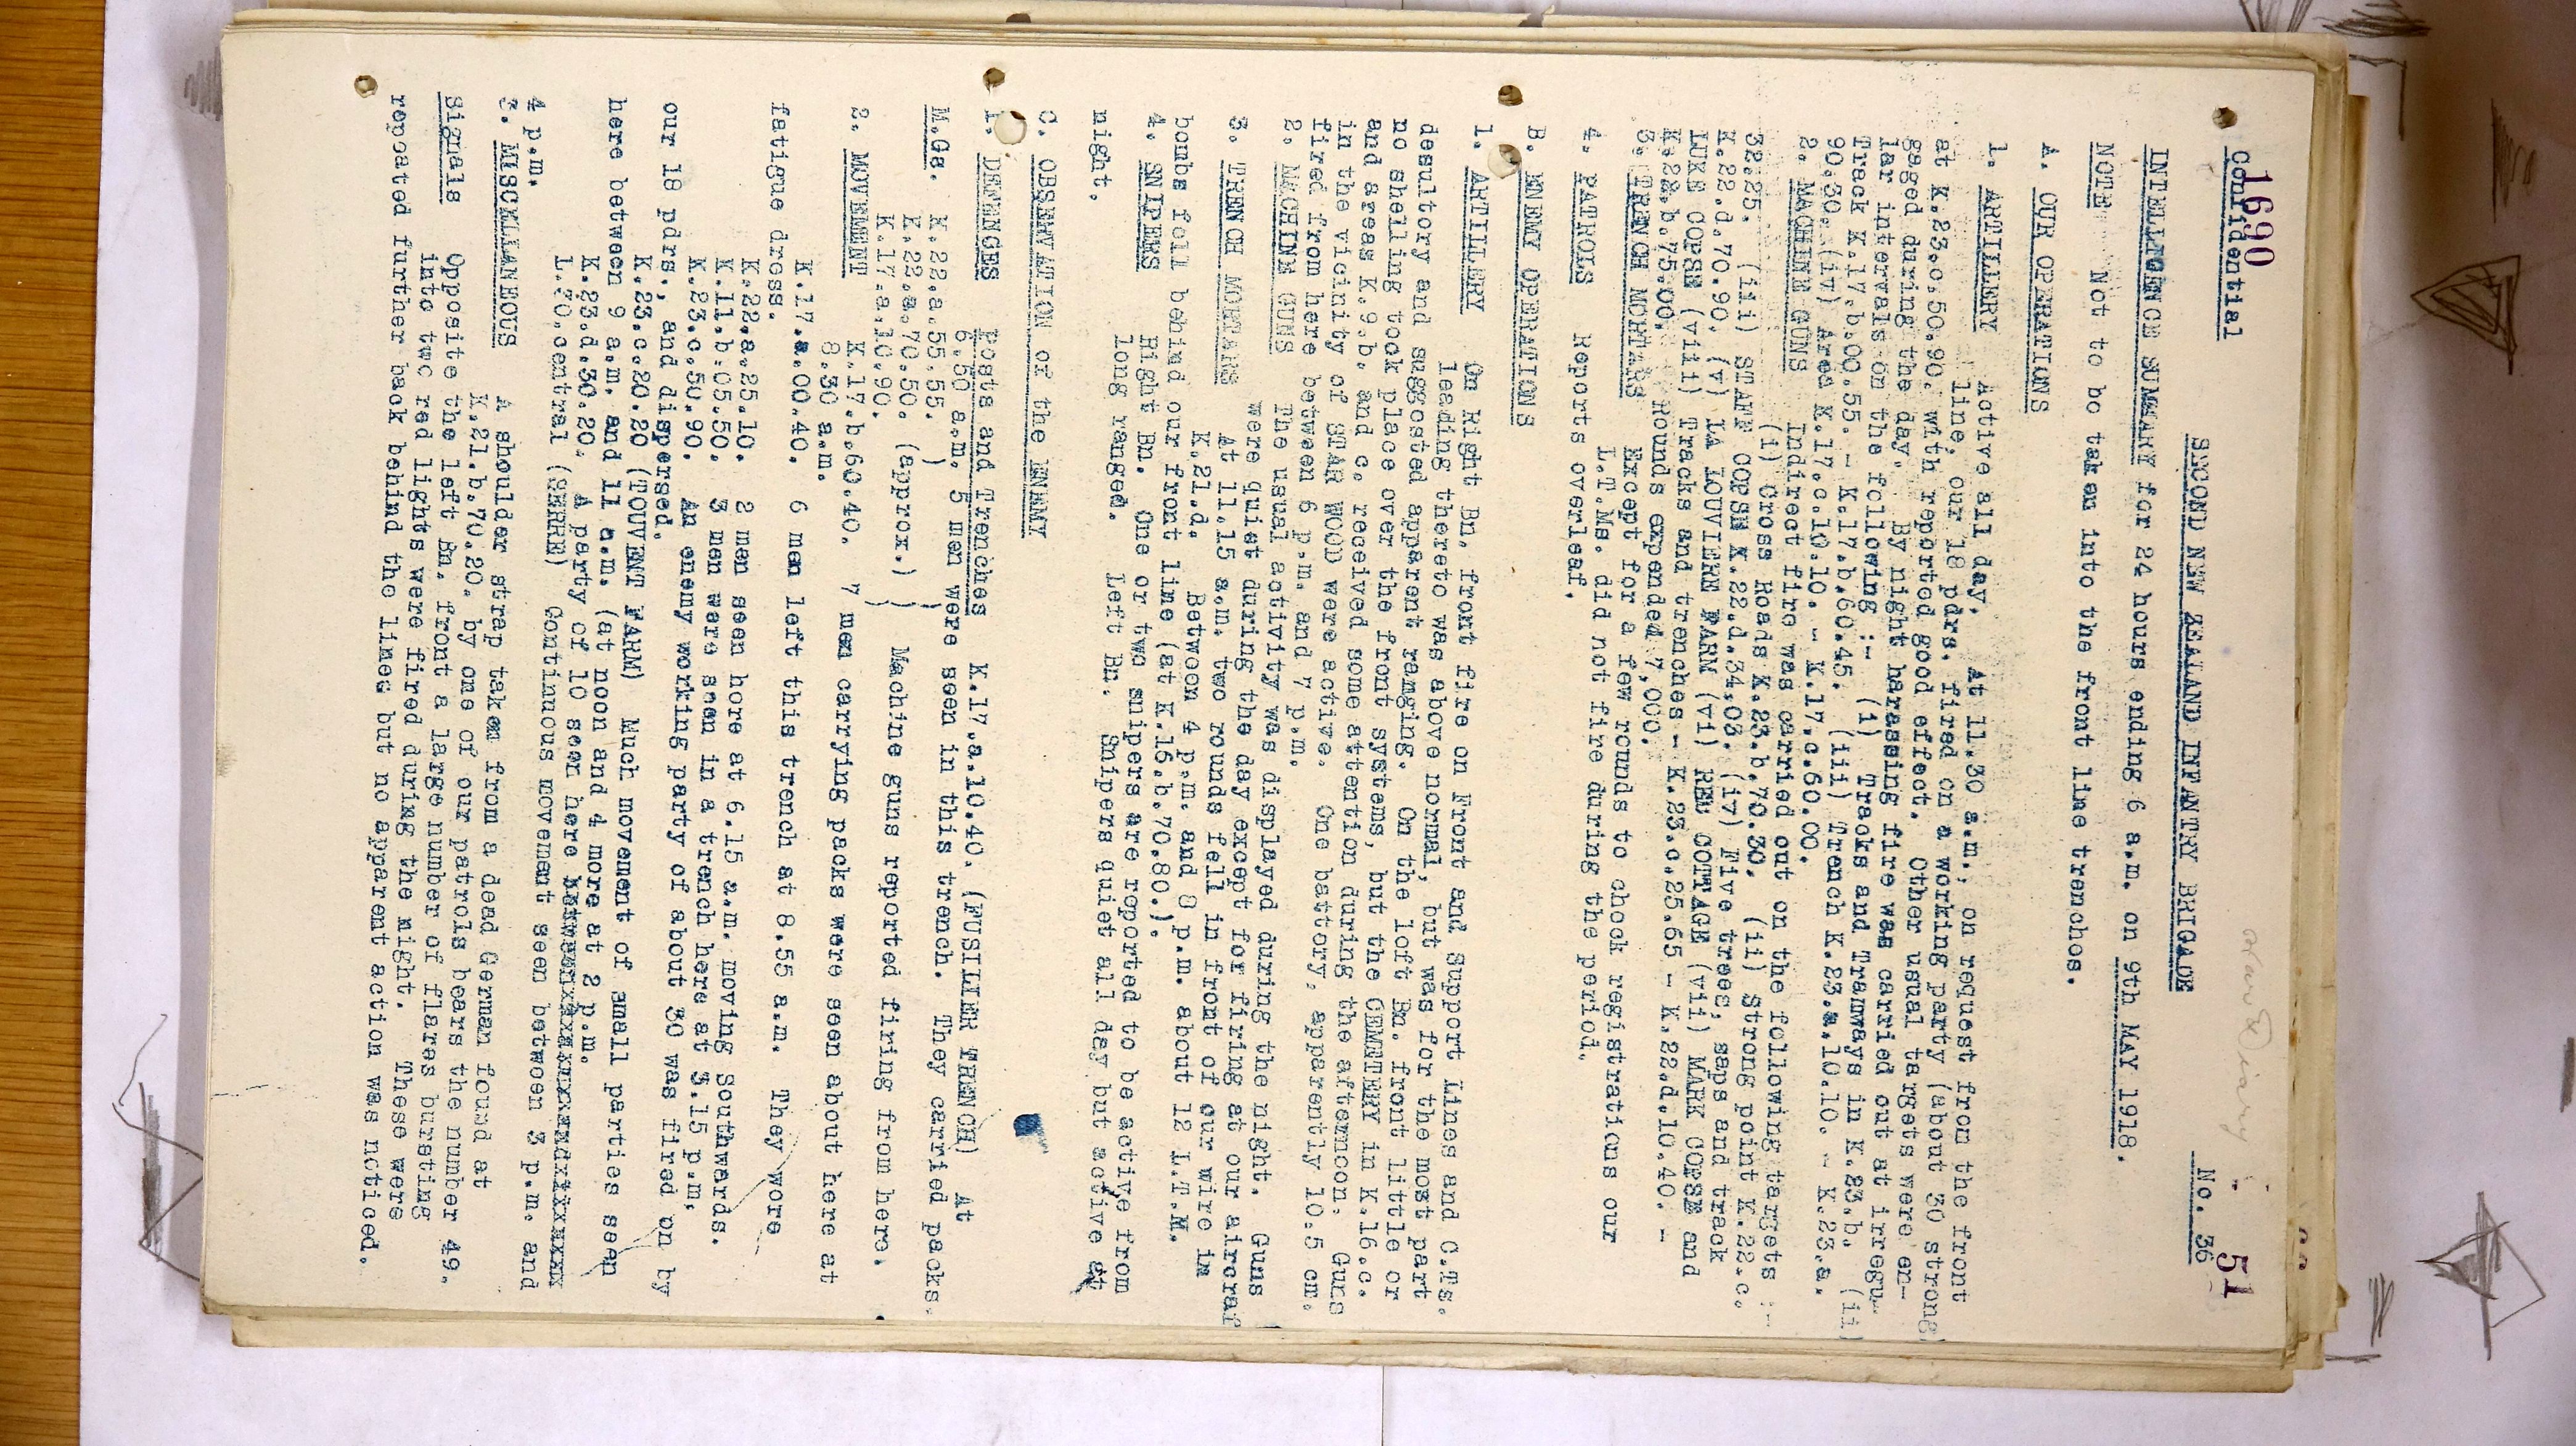 1690
51
Confidential
SECOND NEW ZEALAND INFANTRY BRIGADE
No. 36
INTELLIGENCE SUMMARY for 24 hours ending 6 a.m. on 9th MAY 1918.
NOTE Not to be taken into the front line trenches.
A. OUR OPERATIONS
1. ARTILLERY Active all day. At 11.30 a.m., on request from the front
line, our 18 pdrs. fired on a working party (about 30 strong)
at K.23.c.50.90. with reported good effect. Other usual targets were en-
gaged during the day. By night harassing fire was carried out at irregu-
lar intervals on the following :- (i) Tracks and Tramways in K.23.b. (ii)
Track K.17.b.00.55 - K.17.b.60.45. (iii) Trench K.23.a.10.10. - K.23.a.
90.30.(iv) Area K.17.c.10.10. - K.17.c.60.00.
2. MACHINE GUNS Indirect fire was carried out on the following targets :-
(i) Cross Roads K.23.b.70.30. (ii) Strong point K.22.c.
32.25. (iii) STAFF COPSE K.22.d.34.03. (iv) Five trees, saps and track
K.22.d.70.90. (v) LA LOUVIERE FARM (vi) RED COTTAGE (vii) MARK COPSE and
LUKE COPSE (viii) Tracks and trenches - K.23.c.25.65 - K.22.d.10.40. -
K.22.b.75.00. Rounds expended 7,000.
3. TRENCH MORTARS Except for a few rounds to check registrations our
L.T.Ms. did not fire during the period.
4. PATROLS Reports overleaf.
B. ENEMY OPERATIONS
1. ARTILLERY On Right Bn. front fire on Front and Support Lines and C.Ts.
leading thereto was above normal, but was for the most part
desultory and suggested apparent ranging. On the left Bn. front little or
no shelling took place over the front systems, but the CEMETERY in K.16.c.
and areas K.9.b. and c. received some attention during the afternoon. Guns
in the vicinity of STAR WOOD were active. One battery, apparently 10.5 cm.
fired from here between 6 p.m. and 7 p.m.
2. MACHINE GUNS The usual activity was displayed during the night. Guns
were quiet during the day except for firing at our aircraf
3. TRENCH MORTARS At 11.15 a.m. two rounds fell in front of our wire in
K.21.d. Between 4 p.m. and 8 p.m. about 12 L.T.M.
bombs fell behind our front line (at K.16.b.70.80.).
4. SNIPERS Right Bn. One or two snipers are reported to be active from
long ranged. Left Bn. Snipers quiet all day but active at
night.
C. OBSERVATION of the ENEMY
1. DEFENCES Posts and Trenches K.17.a.10.40. (FUSILIER TRENCH) At
6.50 a.m. 5 men were seen in this trench. They carried packs.
M.Gs. K.22.a.55.55. )
K.22.a.70.50. (approx.) ) Machine guns reported firing from here.
K.17.a.10.90. )
2. MOVEMENT K.17.b.60.40. 7 men carrying packs were seen about here at
8.30 a.m.
K.17.a.00.40. 6 men left this trench at 8.55 a.m. They wore
fatigue dress.
K.22.a.25.10. 2 men seen here at 6.15 a.m. moving Southwards.
K.11.b.05.50. 3 men were seen in a trench here at 3.15 p.m.
K.23.c.50.90. An enemy working party of about 30 was fired on by
our 18 pdrs., and dispersed.
K.23.c.20.20 (TOUVENT FARM) Much movement of small parties seen
here between 9 a.m. and 11 a.m. (at noon and 4 more at 2 p.m.
K.23.d.30.20. A party of 10 seen here
L.30.central (SERRE) Continuous movement seen between 3 p.m. and
4 p.m.
3. MISCELLANEOUS A shoulder strap taken from a dead German found at
K.21.b.70.20. by one of our patrols bears the number 49.
Signals Opposite the left Bn. front a large number of flares bursting
into two red lights were fired during the night. These were
repeated further back behind the lines but no apparent action was noticed.